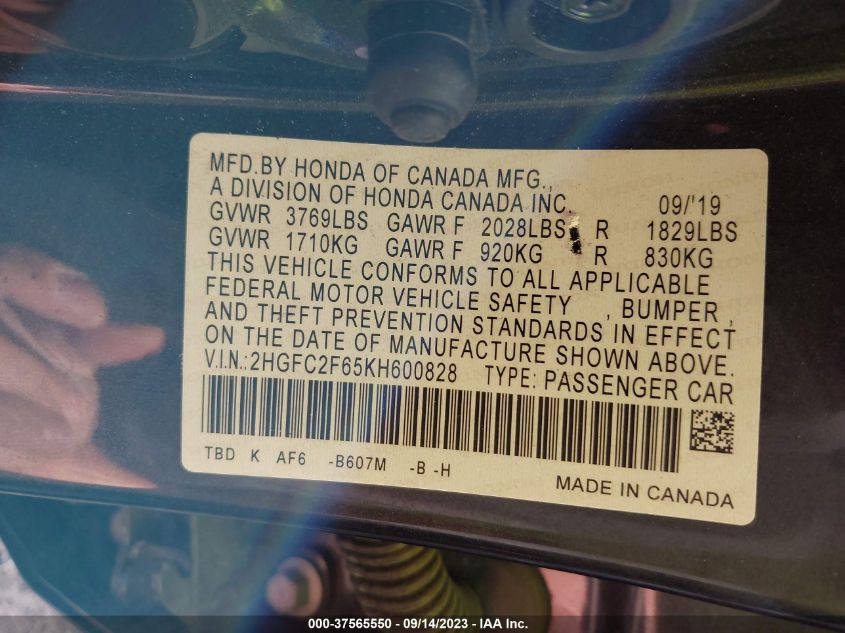 MFD.BY HONDA OF CANADA MFG.,
A DIVISION OF HONDA CANADA INC. 09/'19
GVWR 3769LBS GAWR F 2028LBS R 1829LBS
GVWR 1710KG GAWR F 920KG R 830KG
THIS VEHICLE CONFORMS TO ALL APPLICABLE
FEDERAL MOTOR VEHICLE SAFETY , BUMPER ,
AND THEFT PREVENTION STANDARDS IN EFFECT
ON THE DATE OF MANUFACTURE SHOWN ABOVE.
V.I.N.:2HGFC2F65KH600828 TYPE: PASSENGER CAR
TBD K AF6 -B607M -B -H
MADE IN CANADA
000-37565550 - 09/14/2023 - IAA Inc.